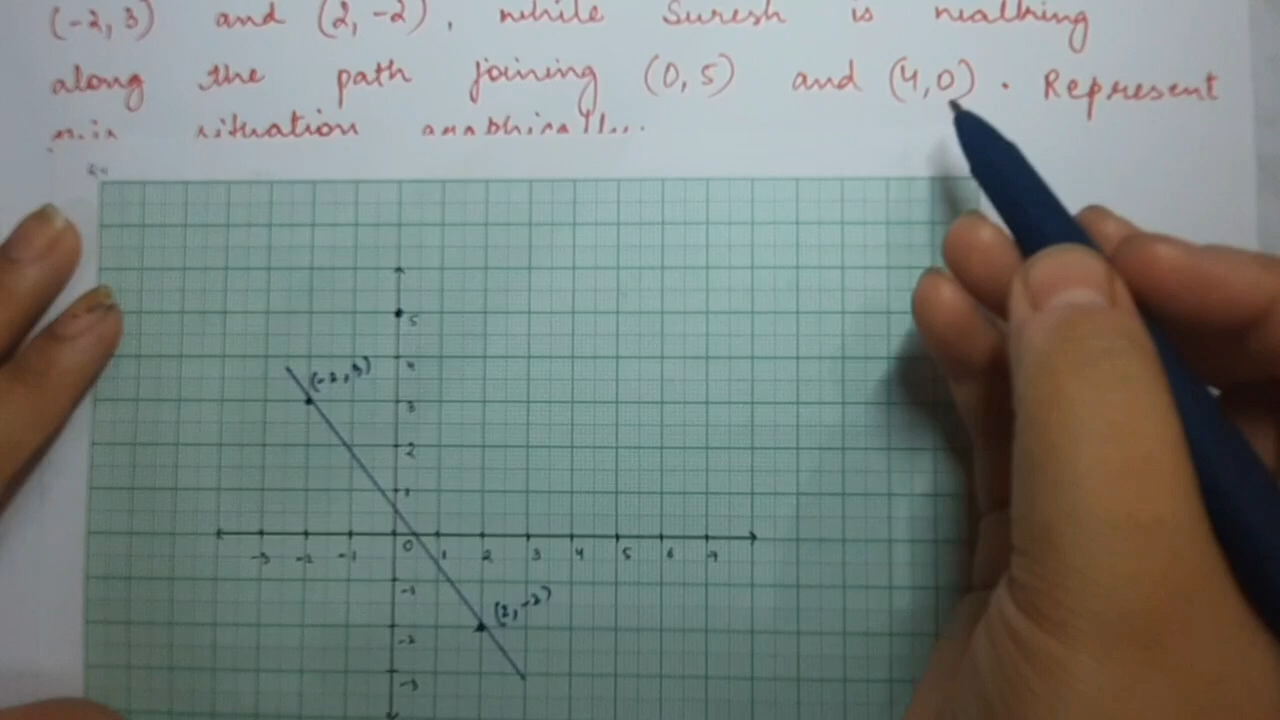 (-2, 3) and (2, -2), while Suresh is walking
along the path joining (0, 5) and (4, 0). Represent
situation
5
4
(-2, 3)
3
2
1
-3 -2 -1 0 1 2 3 4 5 6 7
-1
(2, -2)
-2
-3